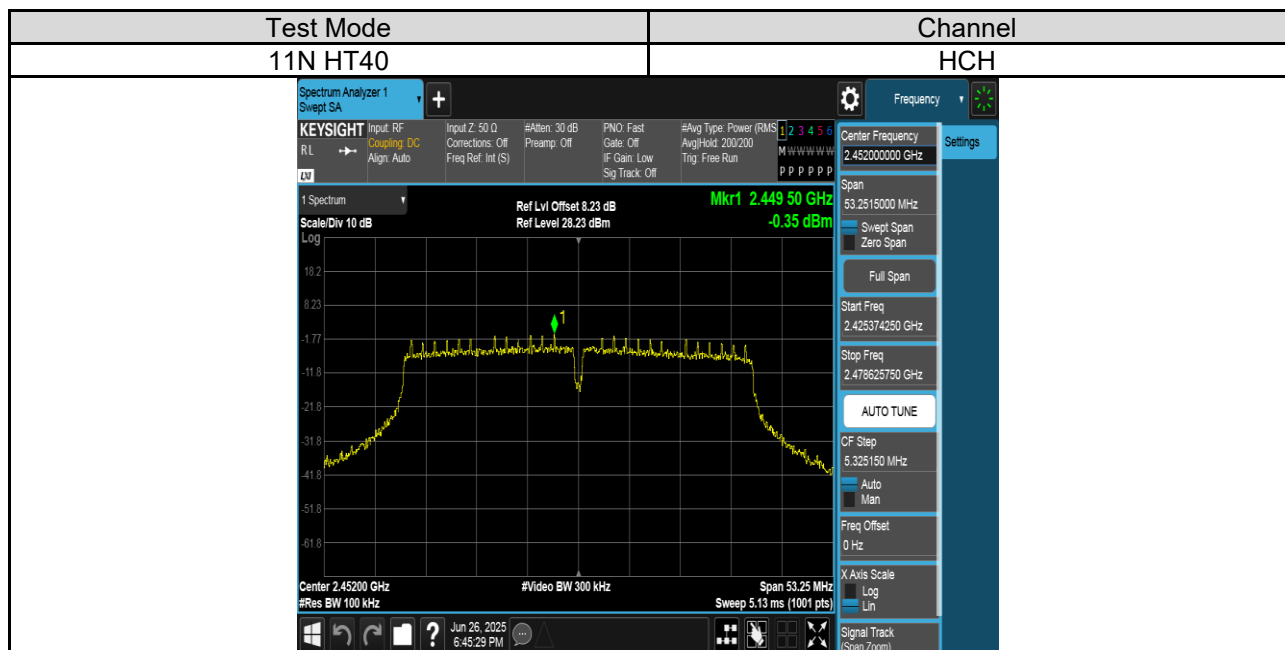 Test Mode Channel
11N HT40 HCH
Spectrum Analyzer 1
Swept SA
+
Frequency
KEYSIGHT Input: RF Input Z: 50 Ω #Atten: 30 dB PNO: Fast #Avg Type: Power (RMS 1 2 3 4 5 6
RL Coupling: DC Corrections: Off Preamp: Off Gate: Off Avg|Hold: 200/200 M W W W W W
Align: Auto Freq Ref: Int (S) IF Gain: Low Trig: Free Run
LXI Sig Track: Off P P P P P P
1 Spectrum
Ref Lvl Offset 8.23 dB
Mkr1 2.449 50 GHz
Scale/Div 10 dB
Ref Level 28.23 dBm
-0.35 dBm
Log
18.2
8.23
-1.77
-11.8
-21.8
-31.8
-41.8
-51.8
-61.8
1
Center 2.45200 GHz #Video BW 300 kHz Span 53.25 MHz
#Res BW 100 kHz Sweep 5.13 ms (1001 pts)
Jun 26, 2025
6:45:29 PM
?
Center Frequency
2.452000000 GHz
Settings
Span
53.2515000 MHz
Swept Span
Zero Span
Full Span
Start Freq
2.425374250 GHz
Stop Freq
2.478625750 GHz
AUTO TUNE
CF Step
5.325150 MHz
Auto
Man
Freq Offset
0 Hz
X Axis Scale
Log
Lin
Signal Track
(Span Zoom)